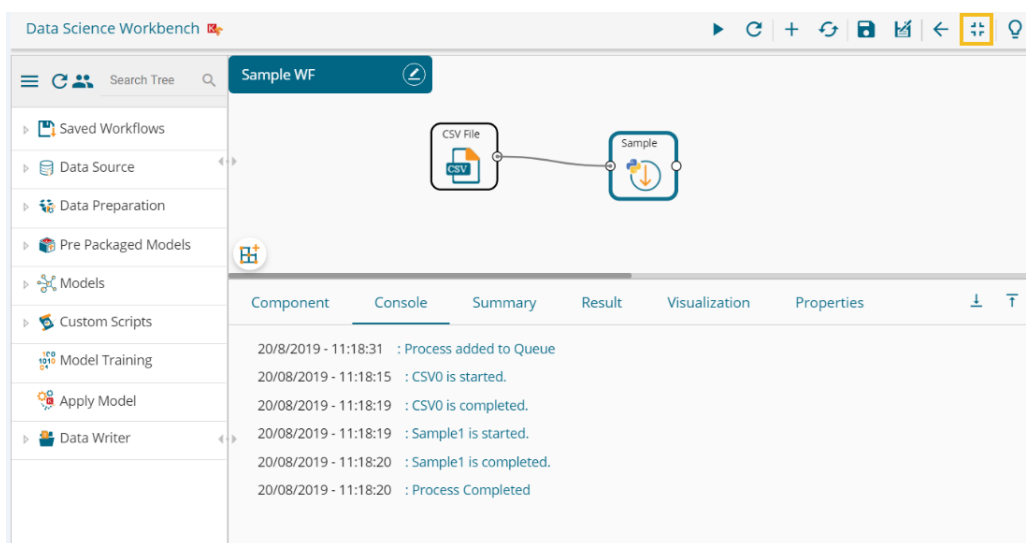 Data Science Workbench
Search Tree
Saved Workflows
Data Source
Data Preparation
Pre Packaged Models
Models
Custom Scripts
Model Training
Apply Model
Data Writer
Sample WF
CSV File
CSV
Sample
Component Console Summary Result Visualization Properties
20/8/2019 - 11:18:31 : Process added to Queue
20/08/2019 - 11:18:15 : CSV0 is started.
20/08/2019 - 11:18:19 : CSV0 is completed.
20/08/2019 - 11:18:19 : Sample1 is started.
20/08/2019 - 11:18:20 : Sample1 is completed.
20/08/2019 - 11:18:20 : Process Completed